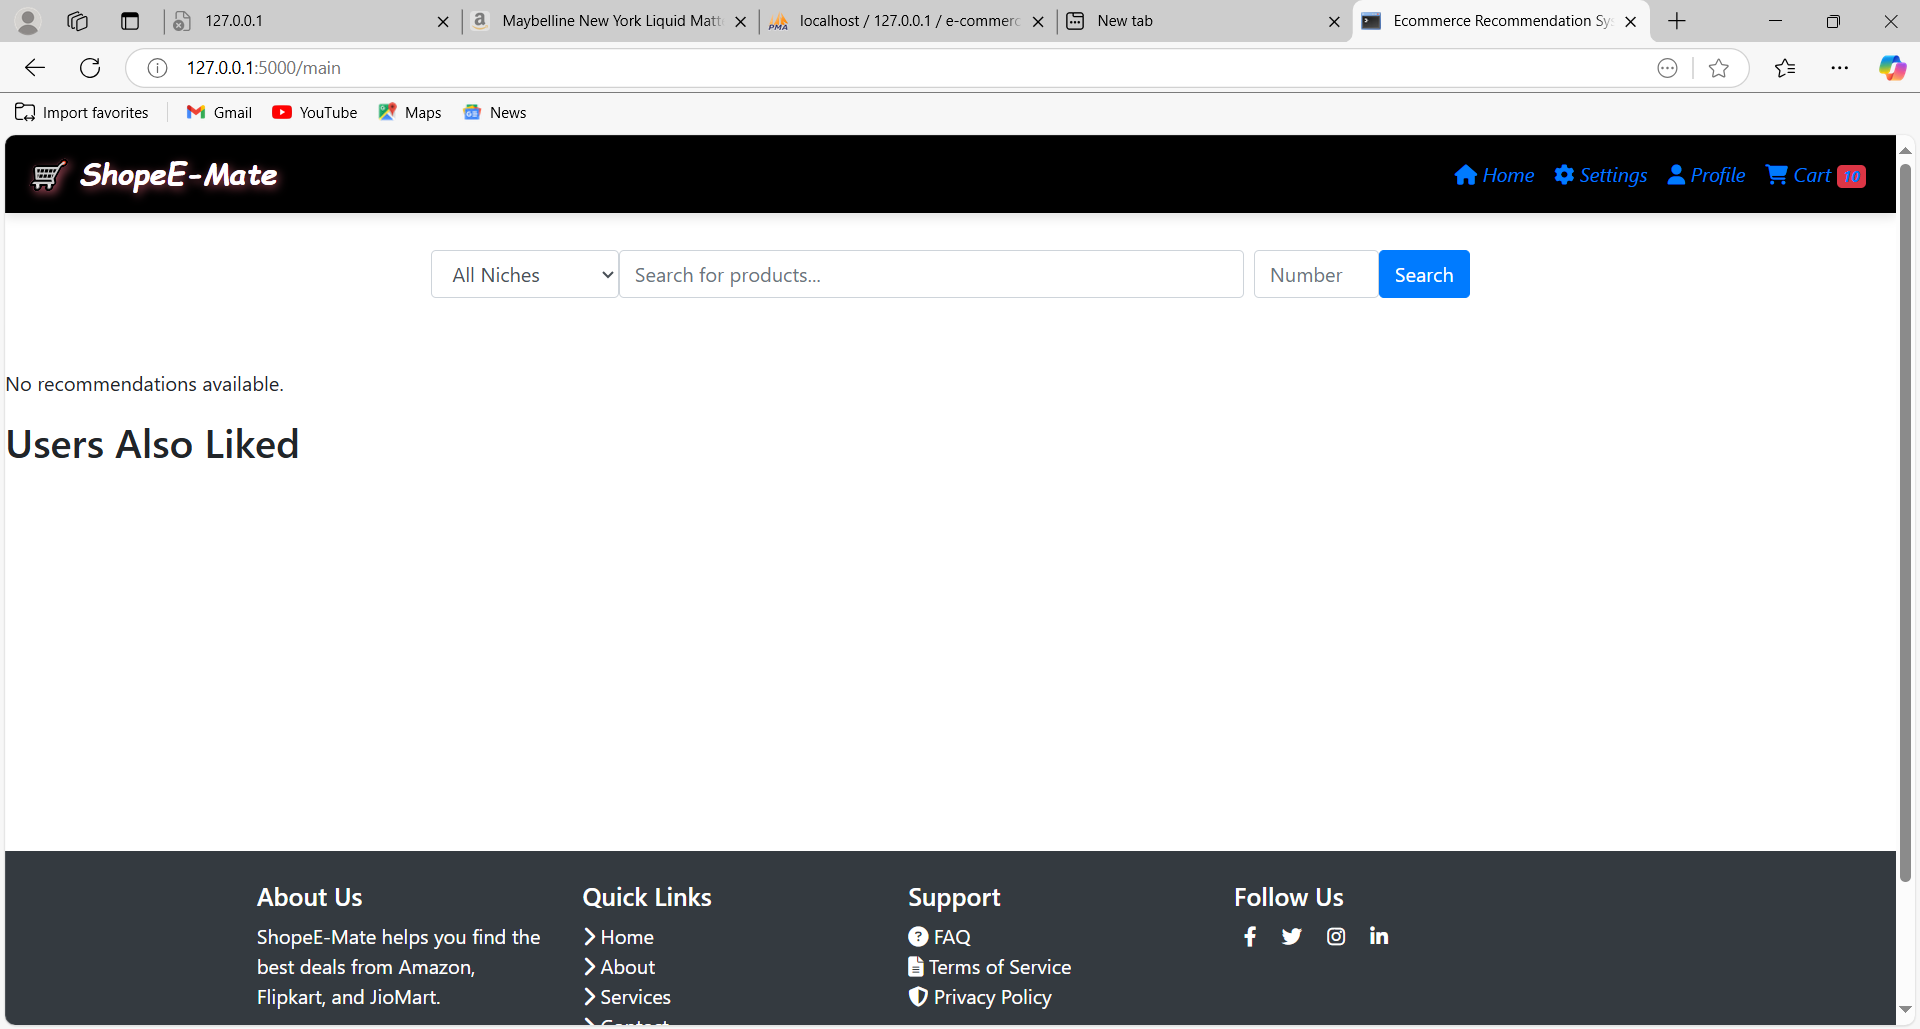 127.0.0.1
Maybelline New York Liquid Matt
localhost / 127.0.0.1 / e-commerc
New tab
Ecommerce Recommendation Sy
127.0.0.1:5000/main
Import favorites
Gmail
YouTube
Maps
News
ShopeE-Mate
Home
Settings
Profile
Cart 10
All Niches
Search for products...
Number
Search
No recommendations available.
Users Also Liked
About Us
ShopeE-Mate helps you find the
best deals from Amazon,
Flipkart, and JioMart.
Quick Links
Home
About
Services
Contact
Support
FAQ
Terms of Service
Privacy Policy
Follow Us